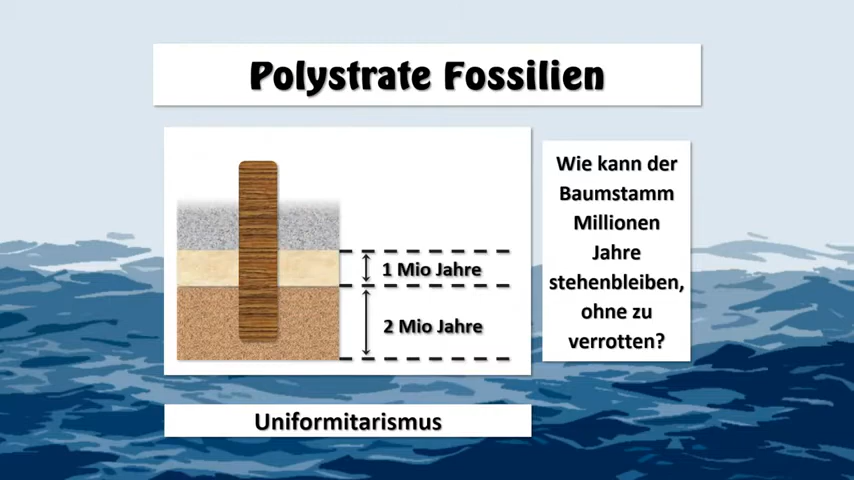 Polystrate Fossilien
1 Mio Jahre
2 Mio Jahre
Wie kann der
Baumstamm
Millionen
Jahre
stehenbleiben,
ohne zu
verrotten?
Uniformitarismus